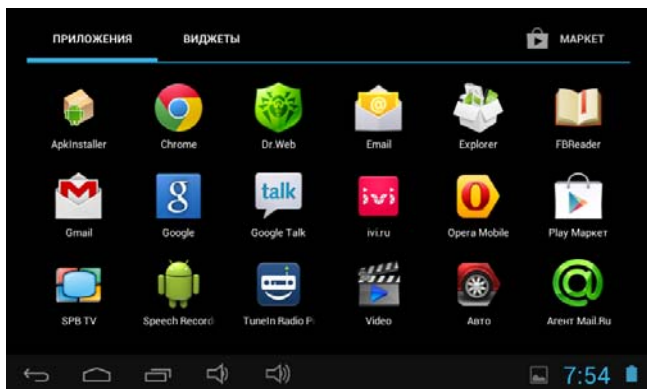 ПРИЛОЖЕНИЯ ВИДЖЕТЫ МАРКЕТ
ApkInstaller Chrome Dr.Web Email Explorer FBReader
talk
ivi
Gmail Google Google Talk ivi.ru Opera Mobile Play Маркет
SPB TV Speech Record TuneIn Radio P Video Авто Агент Mail.Ru
7:54